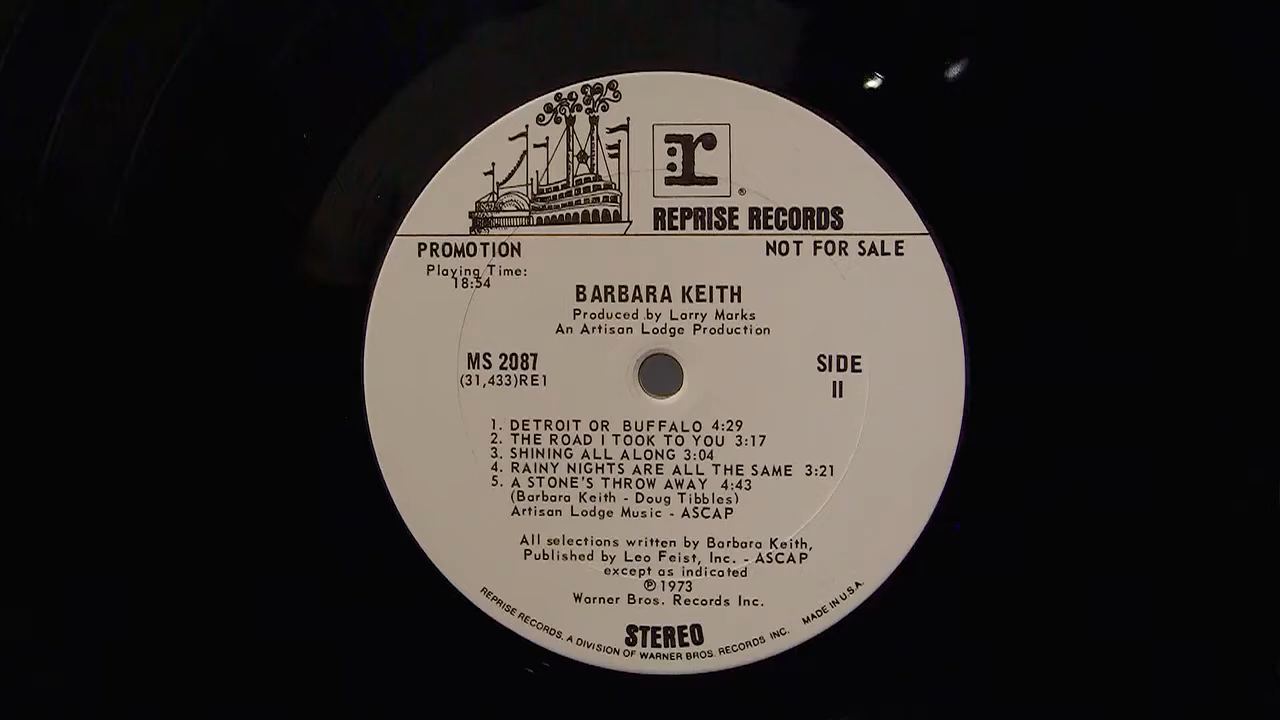 r
®
REPRISE RECORDS
PROMOTION
NOT FOR SALE
Playing Time:
18:54
BARBARA KEITH
Produced by Larry Marks
An Artisan Lodge Production
MS 2087
(31,433)RE1
SIDE
II
1. DETROIT OR BUFFALO 4:29
2. THE ROAD I TOOK TO YOU 3:17
3. SHINING ALL ALONG 3:04
4. RAINY NIGHTS ARE ALL THE SAME 3:21
5. A STONE'S THROW AWAY 4:43
(Barbara Keith - Doug Tibbles)
Artisan Lodge Music - ASCAP
All selections written by Barbara Keith,
Published by Leo Feist, Inc. - ASCAP
except as indicated
℗ 1973
Warner Bros. Records Inc.
STEREO
REPRISE RECORDS, A DIVISION OF WARNER BROS. RECORDS INC. MADE IN U.S.A.